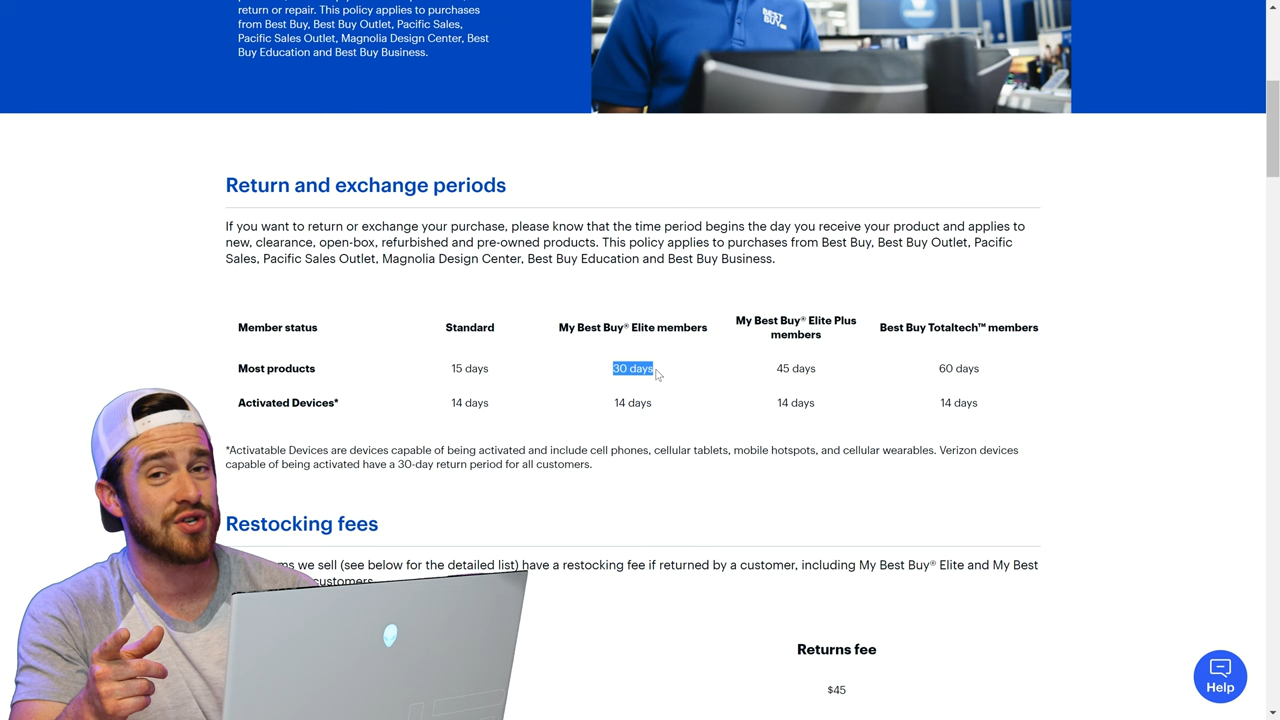 return or repair. This policy applies to purchases
from Best Buy, Best Buy Outlet, Pacific Sales,
Pacific Sales Outlet, Magnolia Design Center, Best
Buy Education and Best Buy Business.
BEST
BUY
Return and exchange periods
If you want to return or exchange your purchase, please know that the time period begins the day you receive your product and applies to
new, clearance, open-box, refurbished and pre-owned products. This policy applies to purchases from Best Buy, Best Buy Outlet, Pacific
Sales, Pacific Sales Outlet, Magnolia Design Center, Best Buy Education and Best Buy Business.
Member status Standard My Best Buy® Elite members My Best Buy® Elite Plus members Best Buy Totaltech™ members
Most products 15 days 30 days 45 days 60 days
Activated Devices* 14 days 14 days 14 days 14 days
*Activatable Devices are devices capable of being activated and include cell phones, cellular tablets, mobile hotspots, and cellular wearables. Verizon devices
capable of being activated have a 30-day return period for all customers.
Restocking fees
we sell (see below for the detailed list) have a restocking fee if returned by a customer, including My Best Buy® Elite and My Best
customers
Returns fee
$45
Help